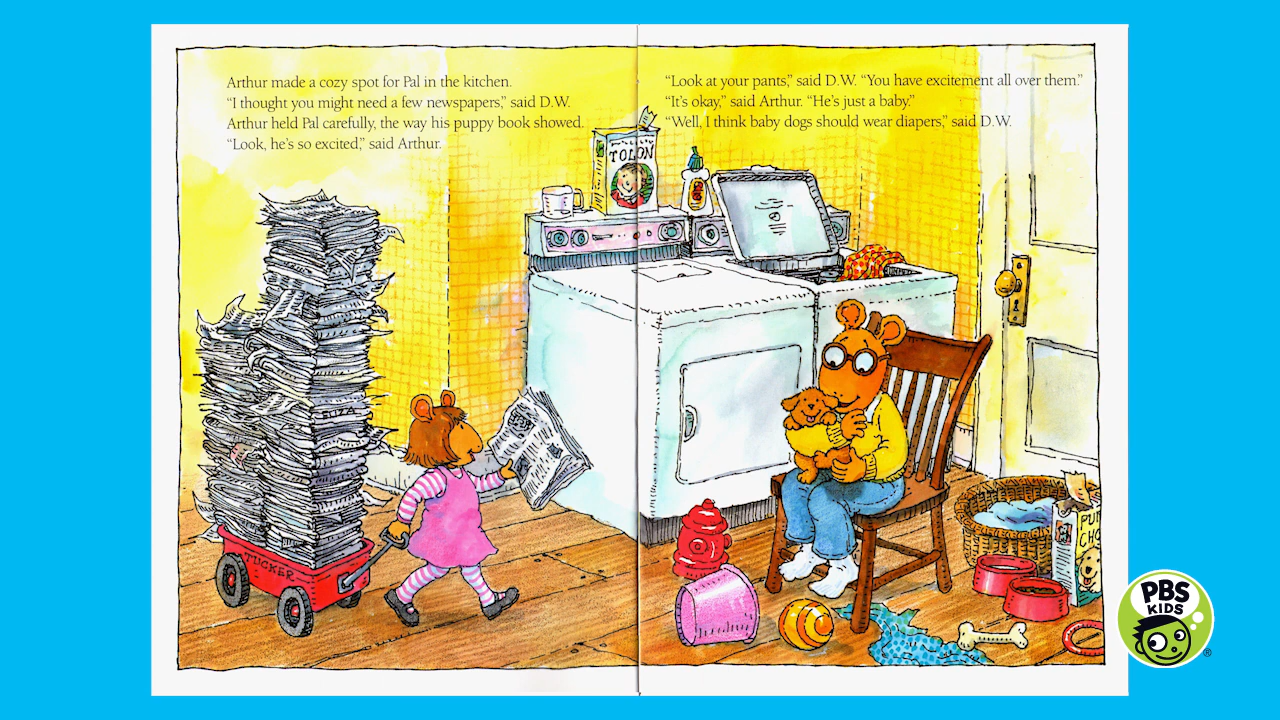 Arthur made a cozy spot for Pal in the kitchen.
“I thought you might need a few newspapers,” said D.W.
Arthur held Pal carefully, the way his puppy book showed.
“Look, he’s so excited,” said Arthur.
“Look at your pants,” said D.W. “You have excitement all over them.”
“It’s okay,” said Arthur. “He’s just a baby.”
“Well, I think baby dogs should wear diapers,” said D.W.
TOLON
TUCKER
PBS
KIDS
®